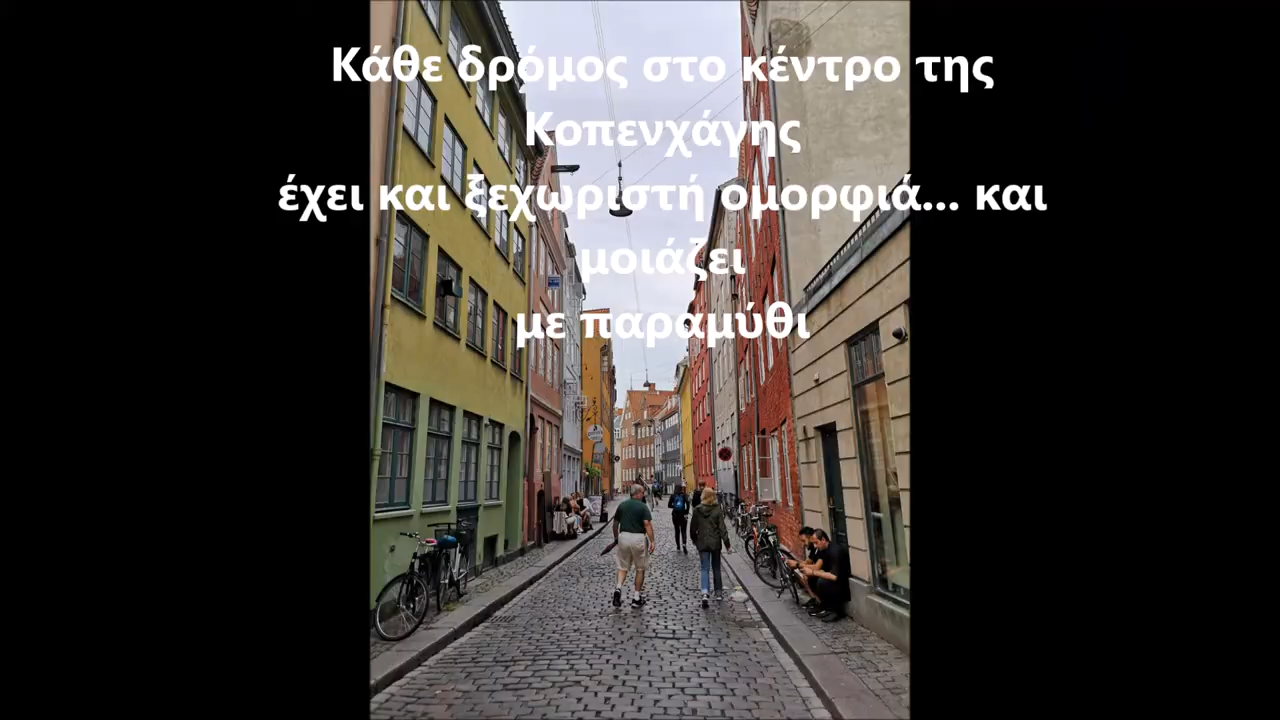 Κάθε δρόμος στο κέντρο της
Κοπενχάγης
έχει και ξεχωριστή ομορφιά... και
μοιάζει
με παραμύθι